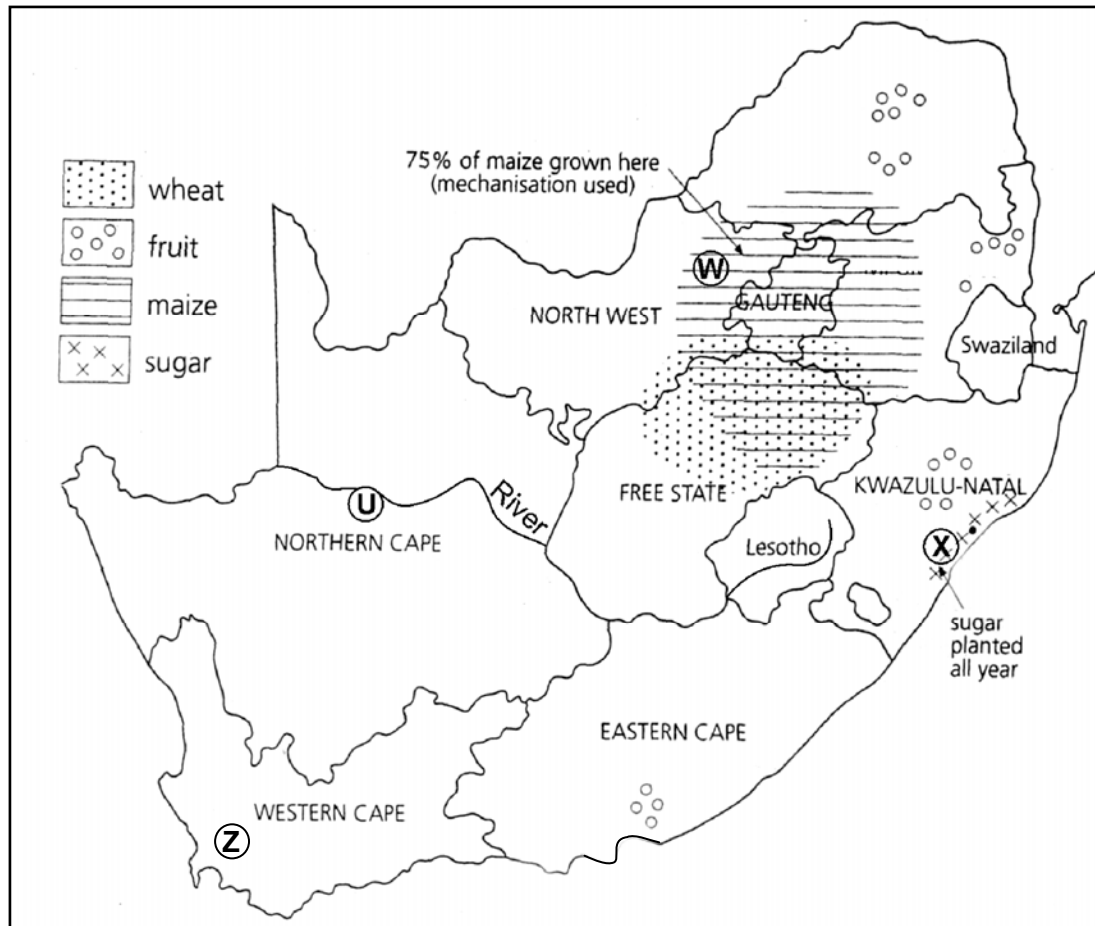 wheat
fruit
maize
sugar
75% of maize grown here
(mechanisation used)
W
NORTH WEST
GAUTENG
Swaziland
U
River
NORTHERN CAPE
FREE STATE
KWAZULU-NATAL
Lesotho
X
sugar
planted
all year
EASTERN CAPE
WESTERN CAPE
Z